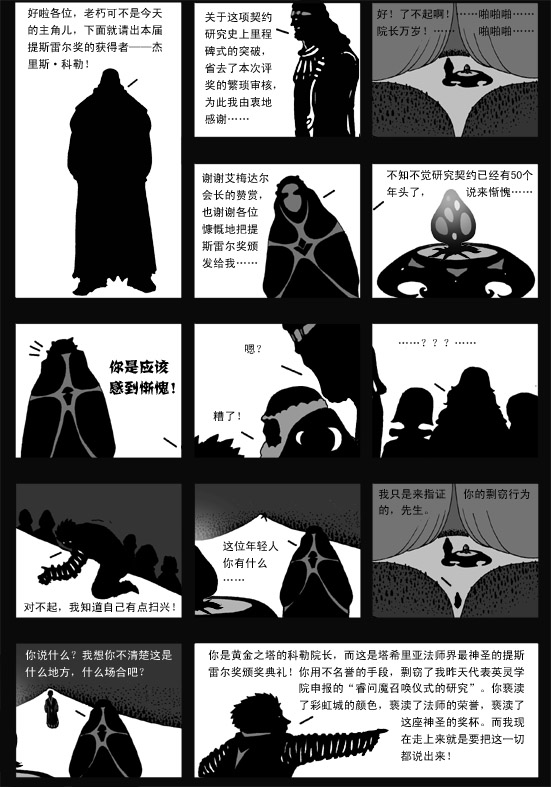 好啦各位，老朽可不是今天
的主角儿，下面就请出本届
提斯雷尔奖的获得者——杰
里斯·科勒！
关于这项契约
研究史上里程
碑式的突破，
省去了本次评
奖的繁琐审核，
为此我由衷地
感谢……
好！了不起啊！……啪啪啪……
院长万岁！……　啪啪啪……
谢谢艾梅达尔
会长的赞赏，
也谢谢各位
慷慨地把提
斯雷尔奖颁
发给我……
不知不觉研究契约已经有50个
年头了，　说来惭愧……
你是应该
感到惭愧！
嗯？
糟了！
……？？？……
对不起，我知道自己有点扫兴！
这位年轻人
你有什么
……
我只是来指证　你的剽窃行为
的，先生。
你说什么？我想你不清楚这是
什么地方，什么场合吧？
你是黄金之塔的科勒院长，而这是塔希里亚法师界最神圣的提斯
雷尔奖颁奖典礼！你用不名誉的手段，剽窃了我昨天代表英灵学
院申报的“睿问魔召唤仪式的研究”。你亵渎
了彩虹城的颜色，亵渎了法师的荣誉，亵渎了
这座神圣的奖杯。而我现
在走上来就是要把这一切
都说出来！